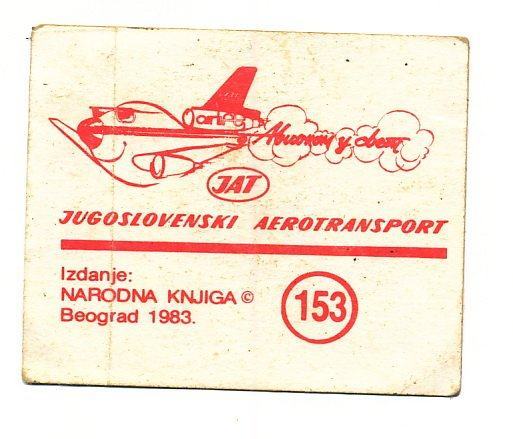 Авионом у свет
JAT
JUGOSLOVENSKI AEROTRANSPORT
Izdanje:
NARODNA KNJIGA ©
Beograd 1983.
153